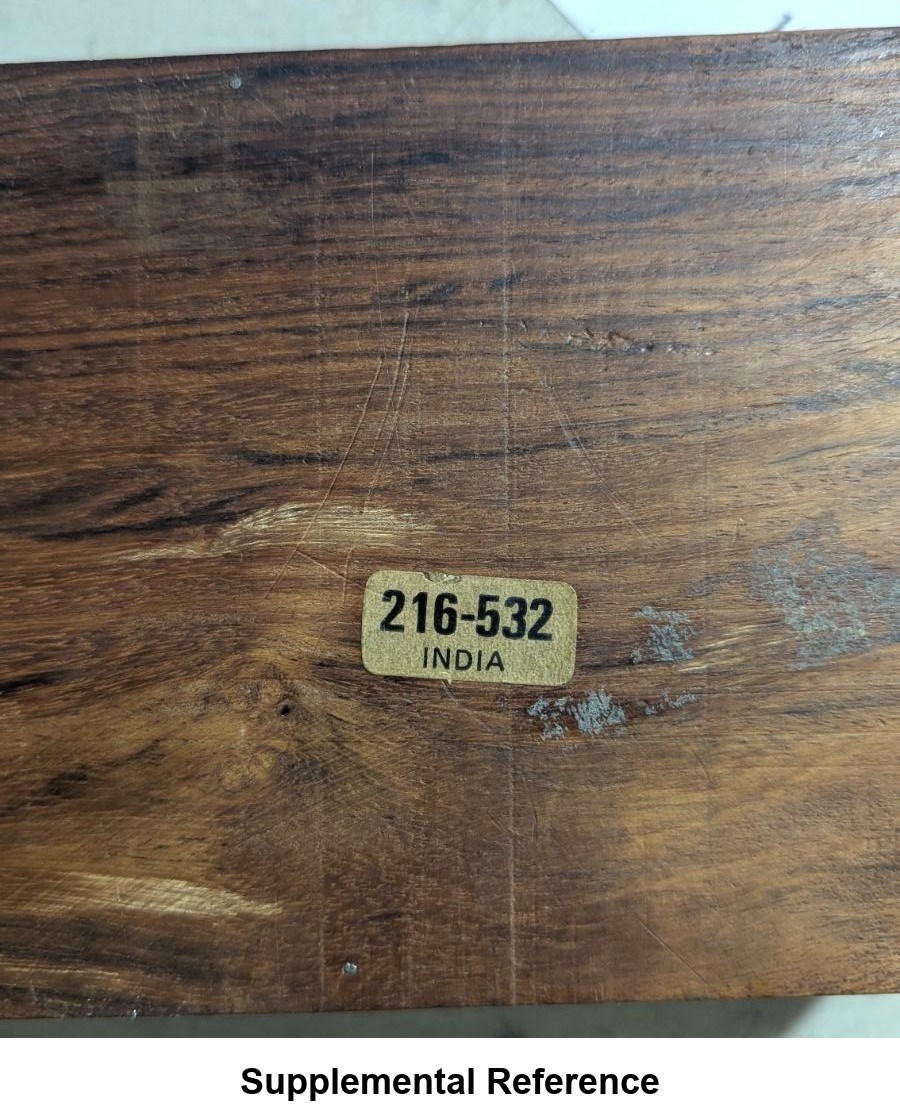 216-532
INDIA
Supplemental Reference